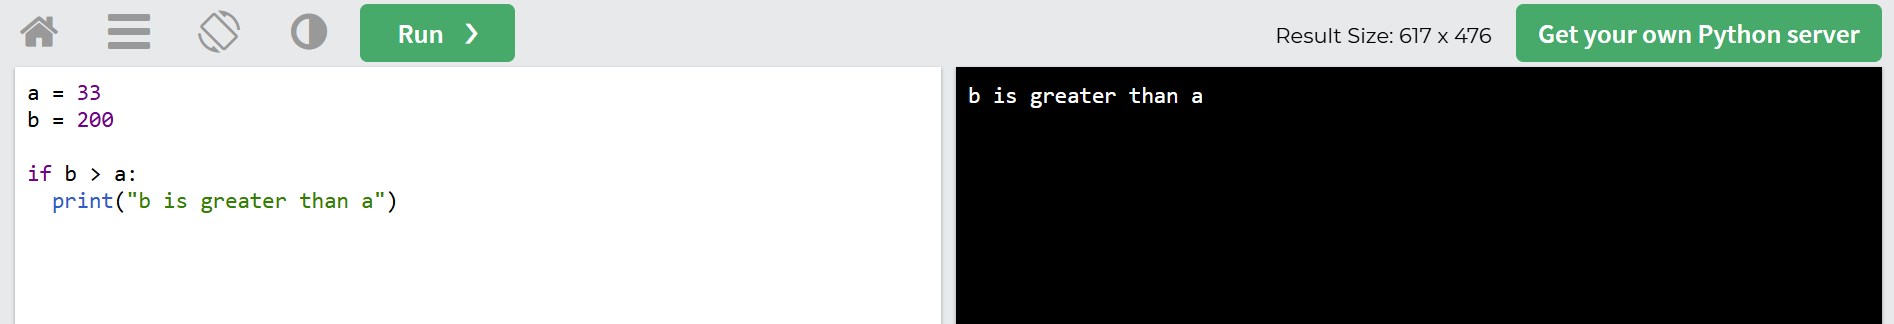 Run ❯
Result Size: 617 x 476
Get your own Python server
a = 33
b = 200
if b > a:
  print("b is greater than a")
b is greater than a